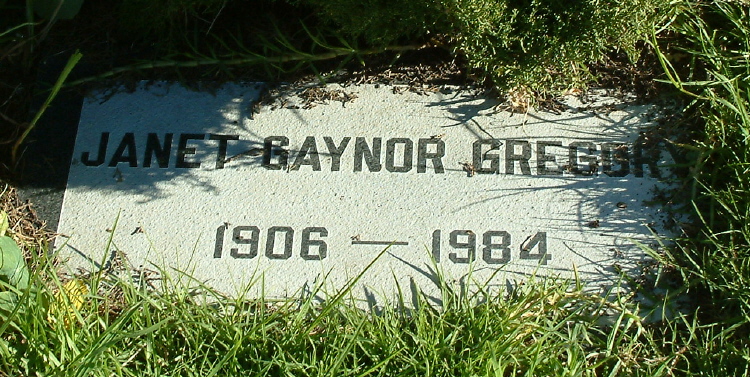 JANET GAYNOR GREGORY
1906 — 1984